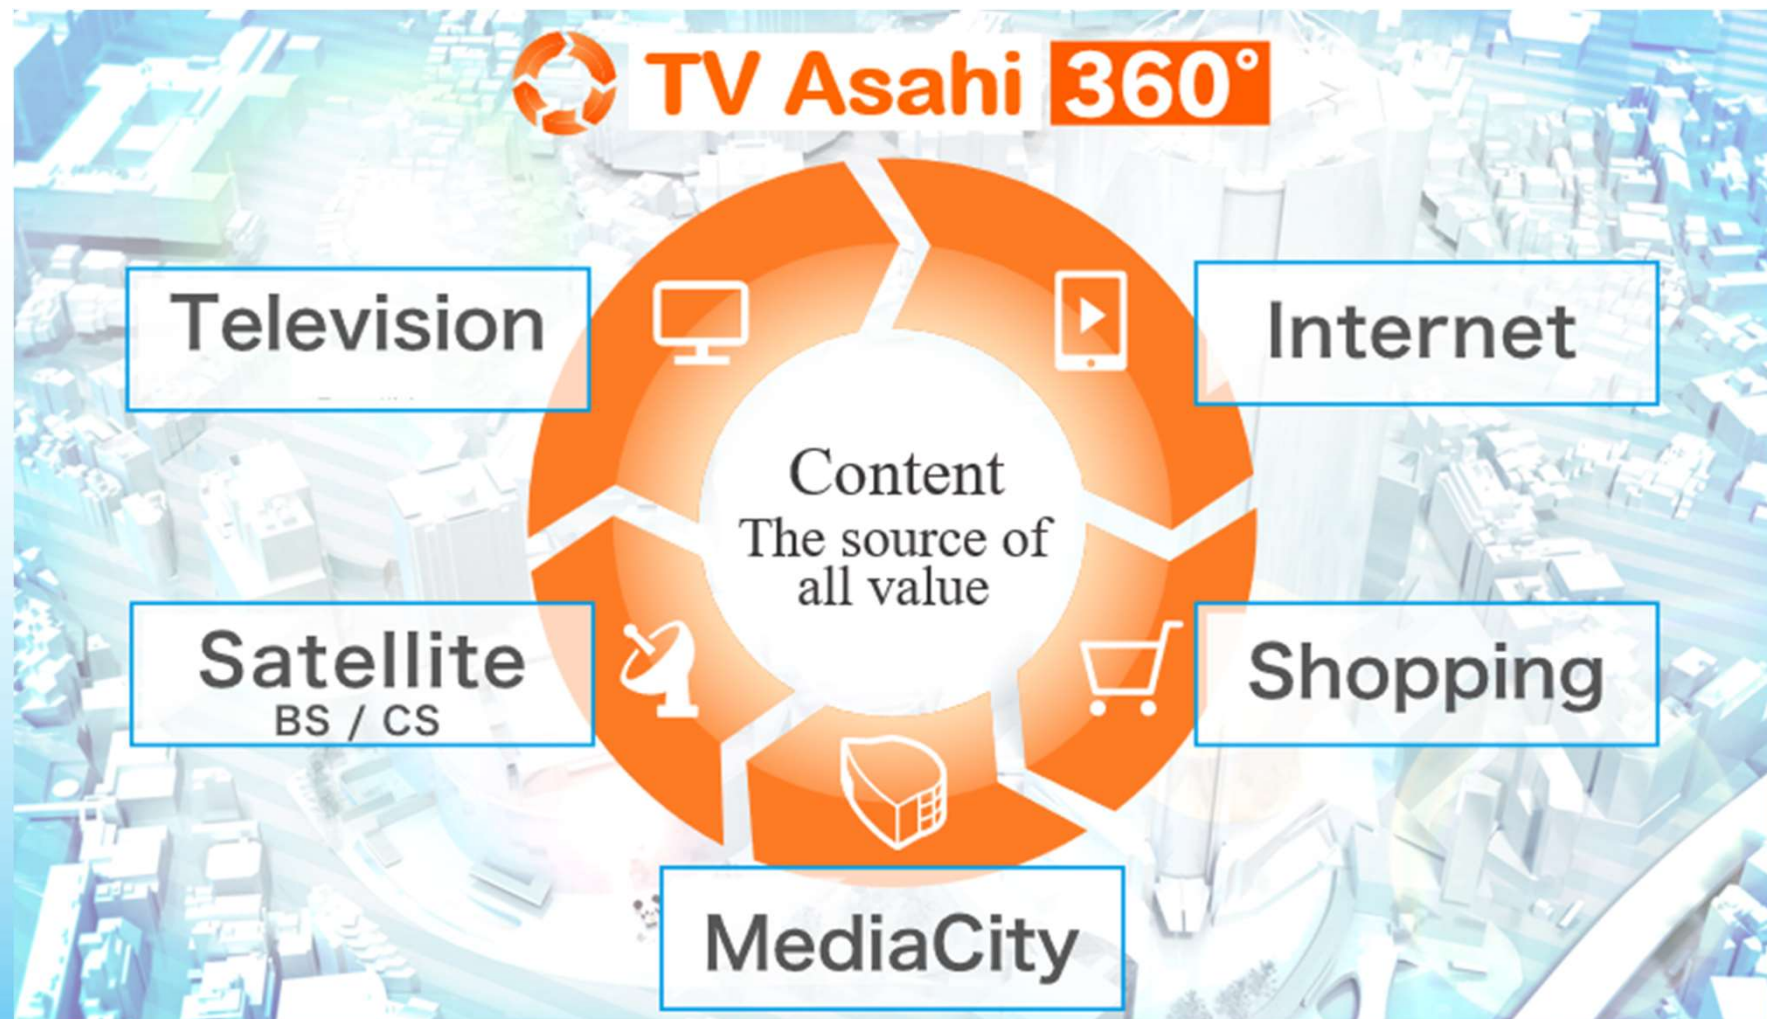 TV Asahi 360°
Television
Internet
Content
The source of
all value
Satellite
BS / CS
Shopping
MediaCity